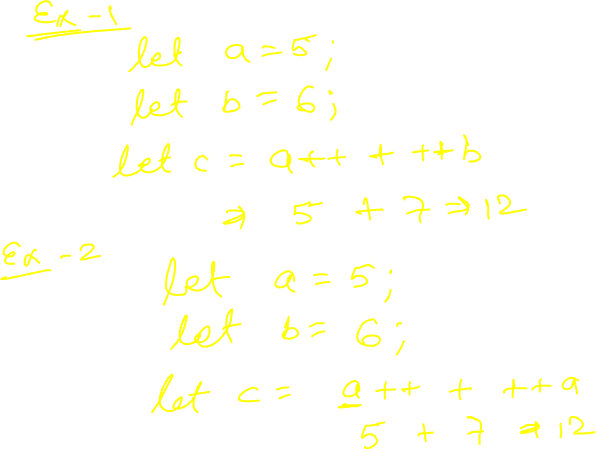 Ex-1
let a=5;
let b=6;
let c = a++ + ++b
⇒ 5 + 7 ⇒ 12
Ex-2
let a=5;
let b= 6;
let c = a++ + ++a
5 + 7 ⇒ 12